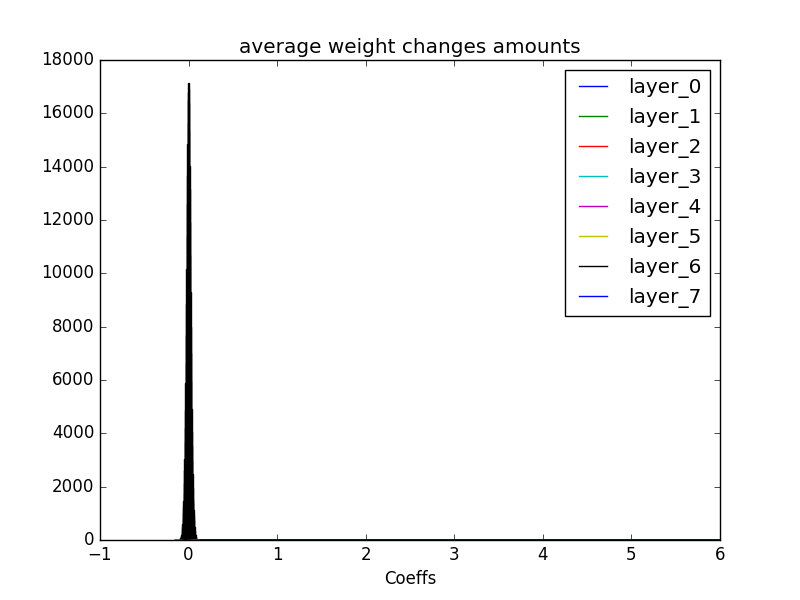 average weight changes amounts
18000
16000
14000
12000
10000
8000
6000
4000
2000
0
−1 0 1 2 3 4 5 6
Coeffs
layer_0
layer_1
layer_2
layer_3
layer_4
layer_5
layer_6
layer_7